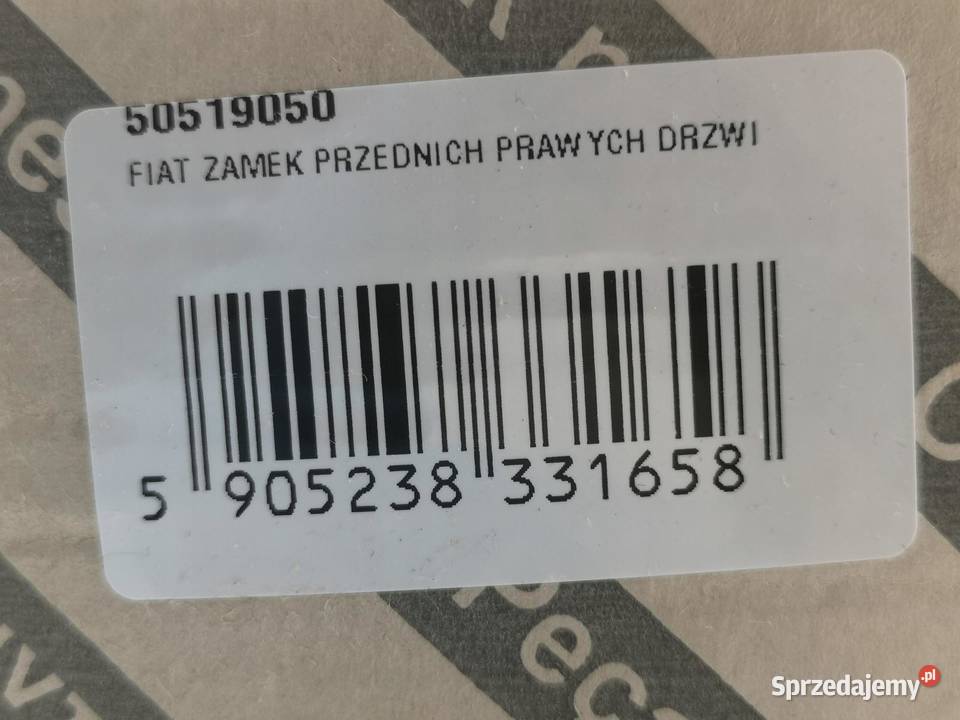 50519050
FIAT ZAMEK PRZEDNICH PRAWYCH DRZWI
5 905238 331658
Sprzedajemy.pl